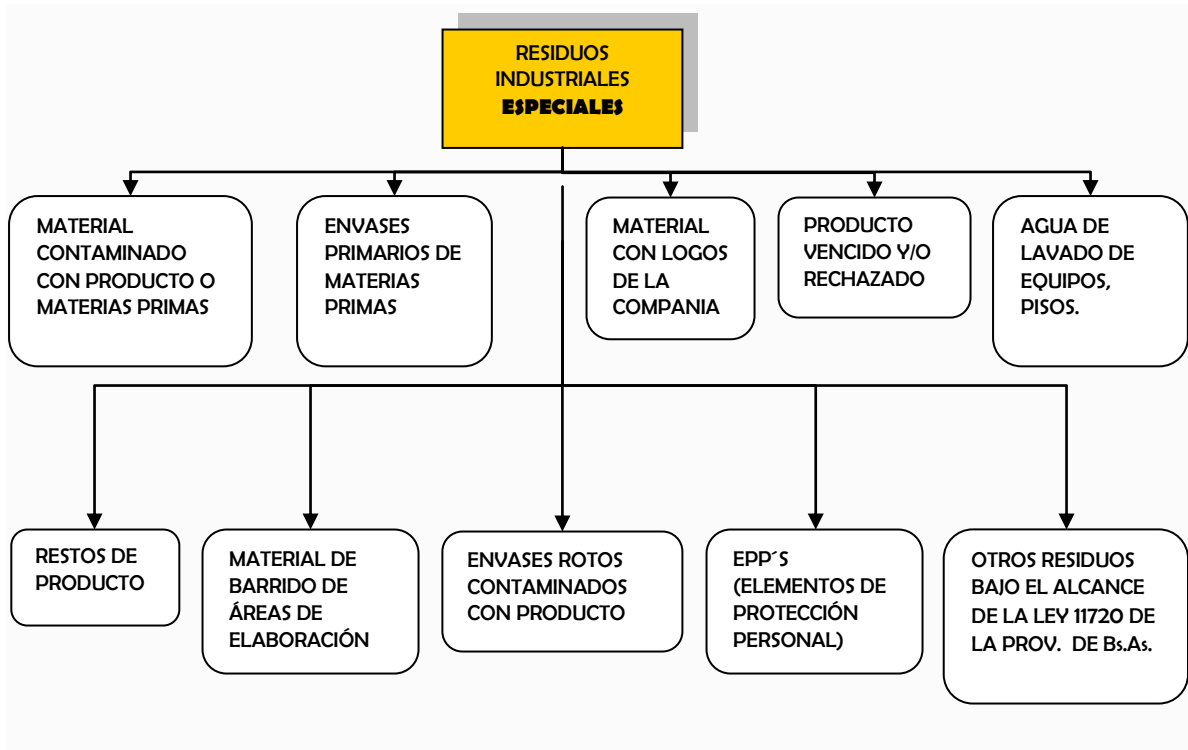 RESIDUOS
INDUSTRIALES
ESPECIALES
MATERIAL
CONTAMINADO
CON PRODUCTO O
MATERIAS PRIMAS
ENVASES
PRIMARIOS DE
MATERIAS
PRIMAS
MATERIAL
CON LOGOS
DE LA
COMPANIA
PRODUCTO
VENCIDO Y/O
RECHAZADO
AGUA DE
LAVADO DE
EQUIPOS,
PISOS.
RESTOS DE
PRODUCTO
MATERIAL DE
BARRIDO DE
ÁREAS DE
ELABORACIÓN
ENVASES ROTOS
CONTAMINADOS
CON PRODUCTO
EPP´S
(ELEMENTOS DE
PROTECCIÓN
PERSONAL)
OTROS RESIDUOS
BAJO EL ALCANCE
DE LA LEY 11720 DE
LA PROV. DE Bs.As.